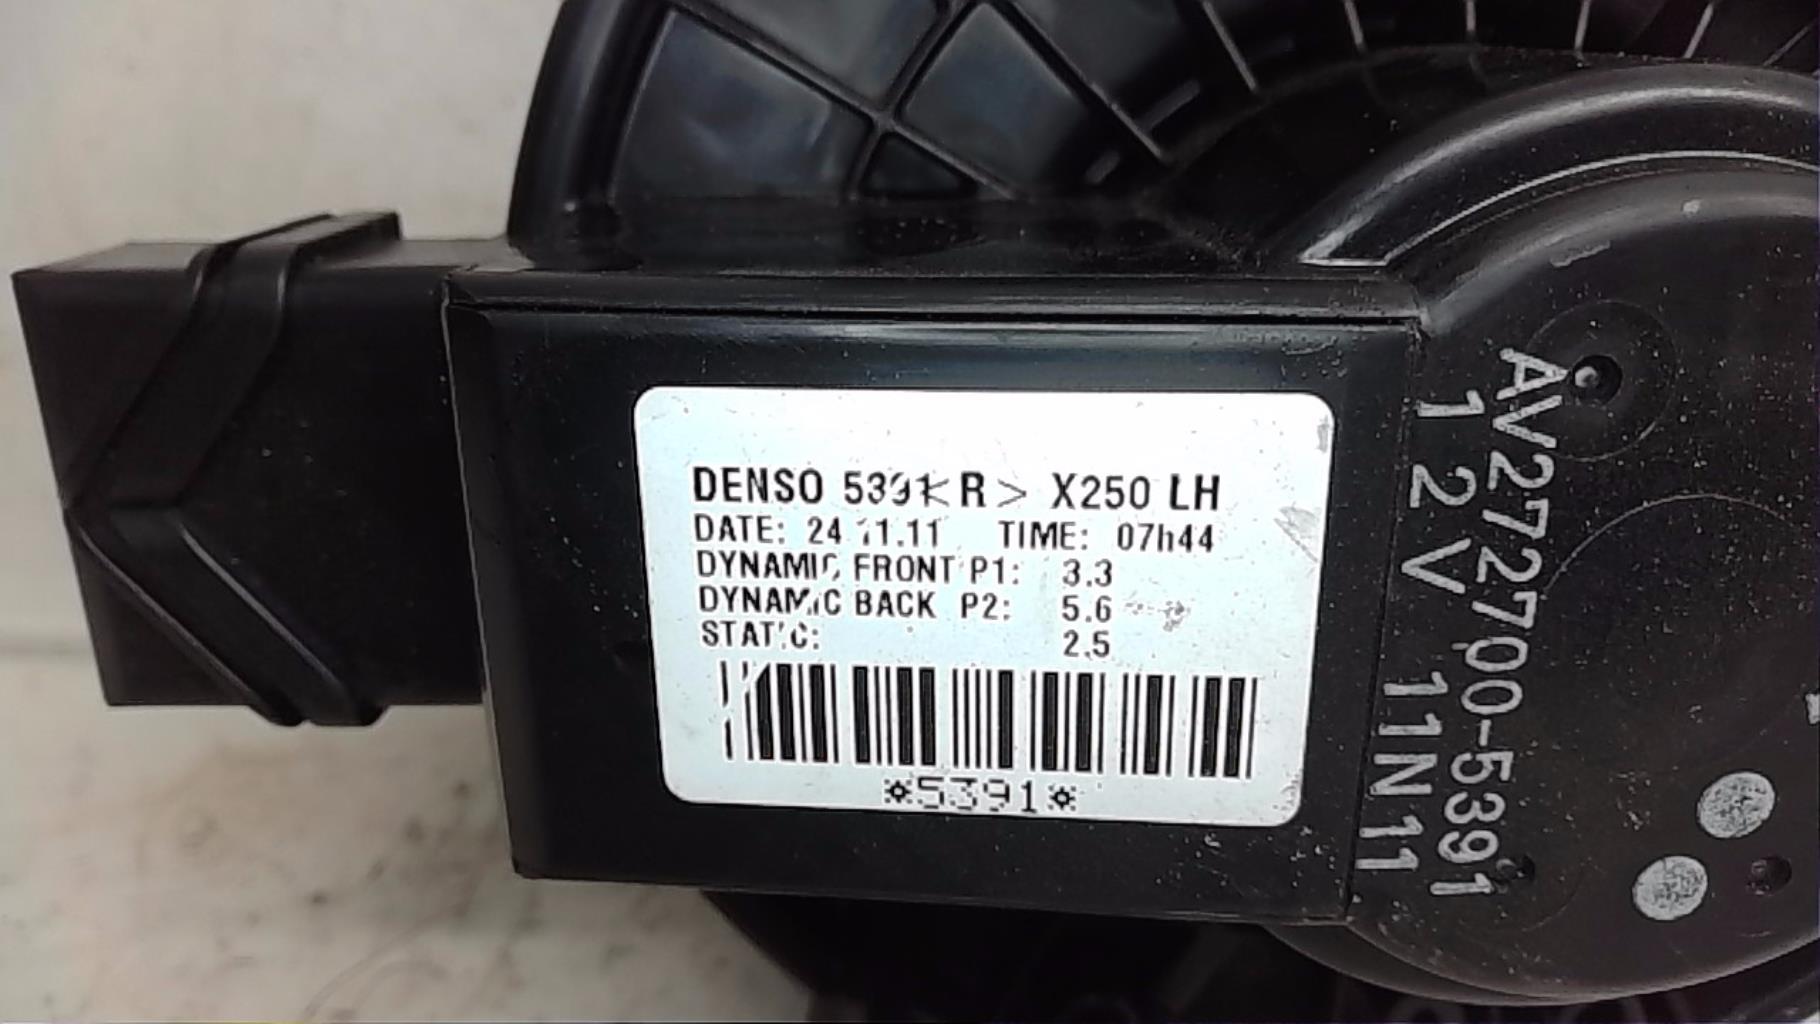 DENSO 5391<R> X250 LH
DATE: 24 11.11 TIME: 07h44
DYNAMIC FRONT P1: 3.3
DYNAMIC BACK P2: 5.6
STATIC: 2.5
*5391*
AV272700-5391
12V 11N11